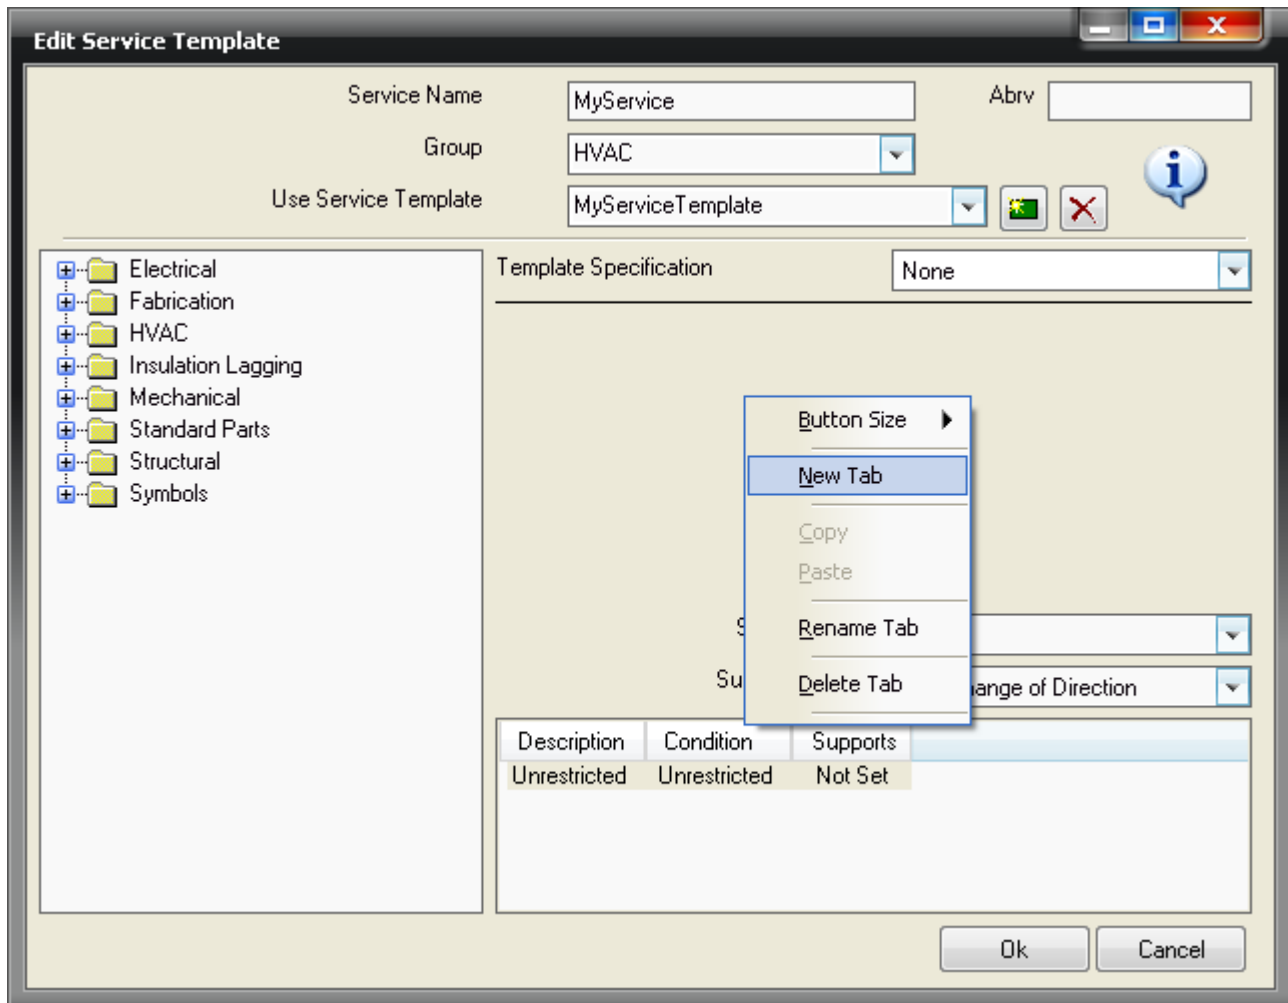 Edit Service Template
Service Name MyService Abrv
Group HVAC
Use Service Template MyServiceTemplate
Electrical
Fabrication
HVAC
Insulation Lagging
Mechanical
Standard Parts
Structural
Symbols
Template Specification None
Button Size
New Tab
Copy
Paste
Rename Tab
Delete Tab
of Direction
Description Condition Supports
Unrestricted Unrestricted Not Set
Ok Cancel